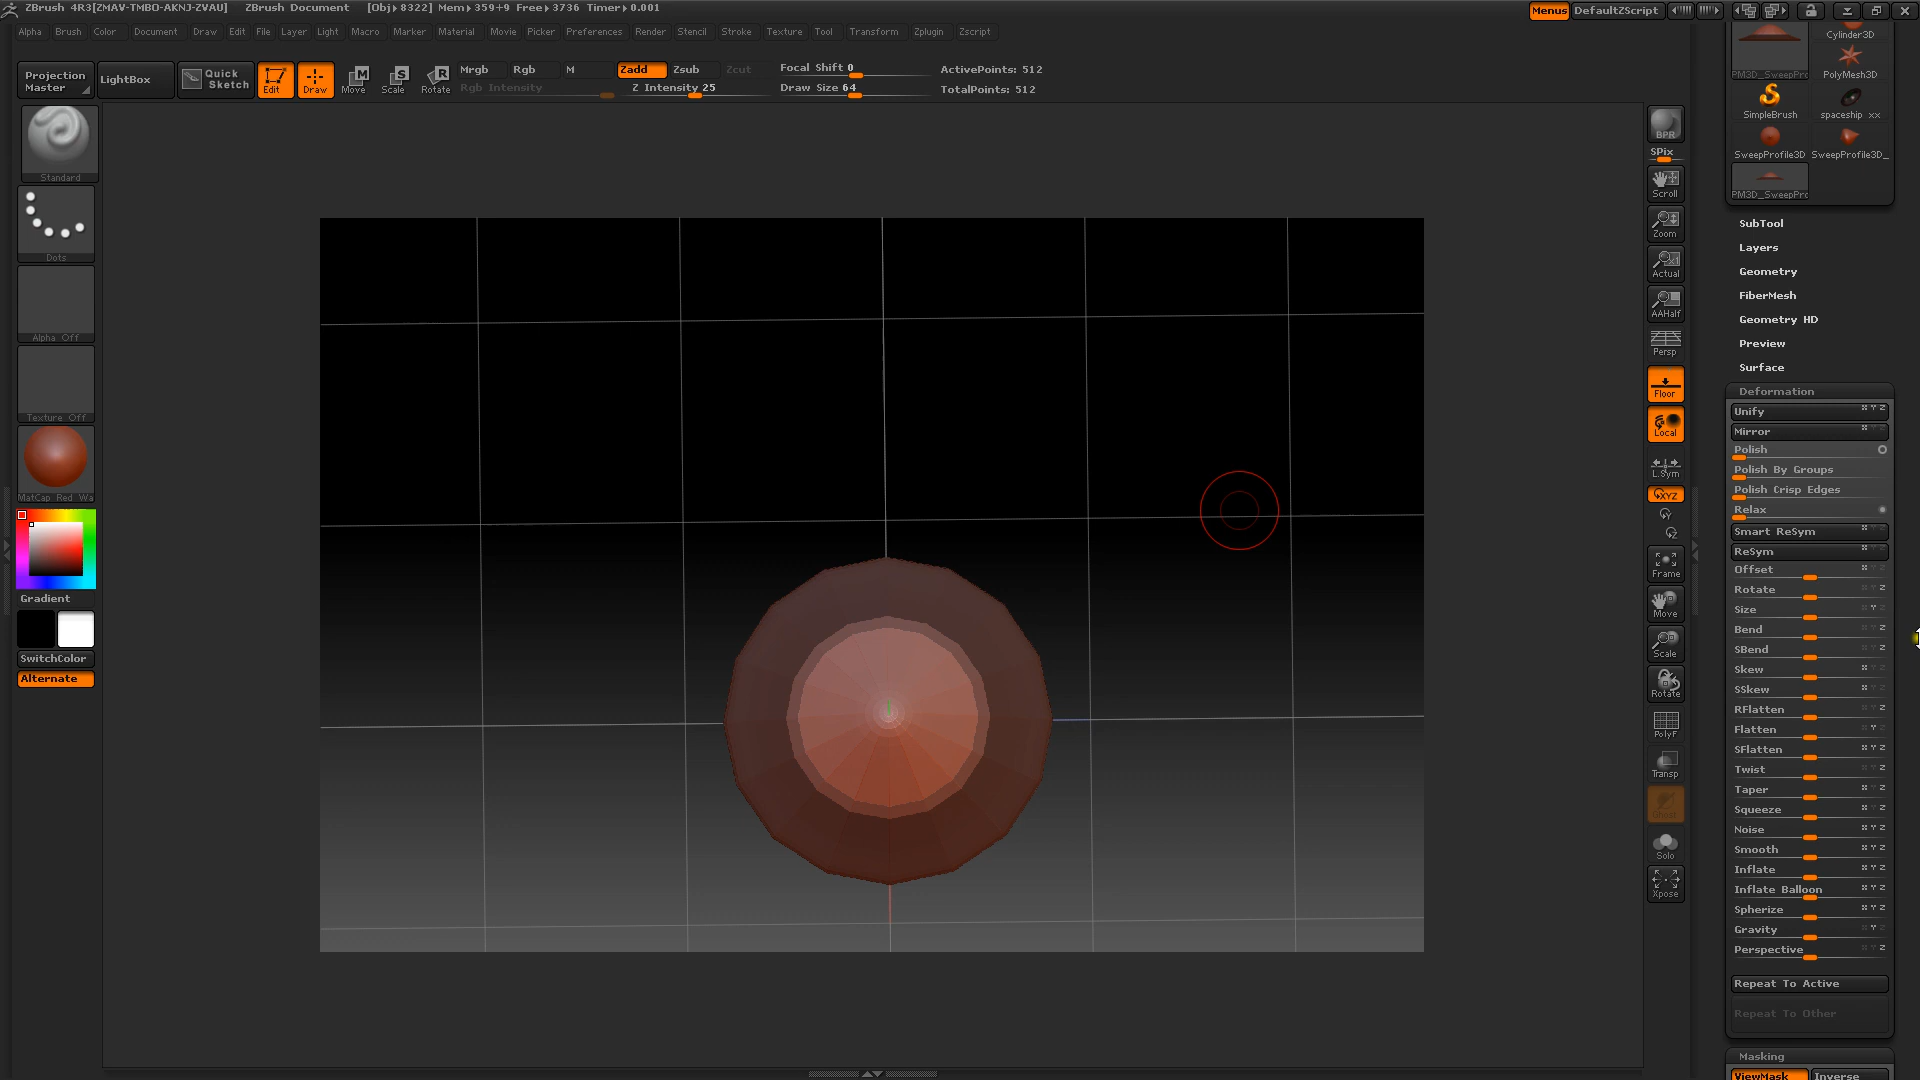 ZBrush 4R3[ZMAV-TMBO-AKNJ-ZVAU] ZBrush Document [Obj▸8322] Mem▸359+9 Free▸3736 Timer▸0.001
Menus DefaultZScript
Alpha Brush Color Document Draw Edit File Layer Light Macro Marker Material Movie Picker Preferences Render Stencil Stroke Texture Tool Transform Zplugin Zscript
Projection Master
LightBox
Quick Sketch
Edit
Draw
Move
Scale
Rotate
Mrgb Rgb M
Rgb Intensity
Zadd Zsub Zcut
Z Intensity 25
Focal Shift 0
Draw Size 64
ActivePoints: 512
TotalPoints: 512
Standard
Dots
Alpha Off
Texture Off
MatCap Red Wa
Gradient
SwitchColor
Alternate
BPR
SPix
Scroll
Zoom
Actual
AAHalf
Persp
Floor
Local
L.Sym
XYZ
Frame
Move
Scale
Rotate
PolyF
Transp
Solo
Xpose
Cylinder3D
PM3D_SweepPro PolyMesh3D
SimpleBrush spaceship xx
SweepProfile3D SweepProfile3D_
PM3D_SweepPro
SubTool
Layers
Geometry
FiberMesh
Geometry HD
Preview
Surface
Deformation
Unify
Mirror
Polish
Polish By Groups
Polish Crisp Edges
Relax
Smart ReSym
ReSym
Offset
Rotate
Size
Bend
SBend
Skew
SSkew
RFlatten
Flatten
SFlatten
Twist
Taper
Squeeze
Noise
Smooth
Inflate
Inflate Balloon
Spherize
Gravity
Perspective
Repeat To Active
Repeat To Other
Masking
ViewMask Inverse